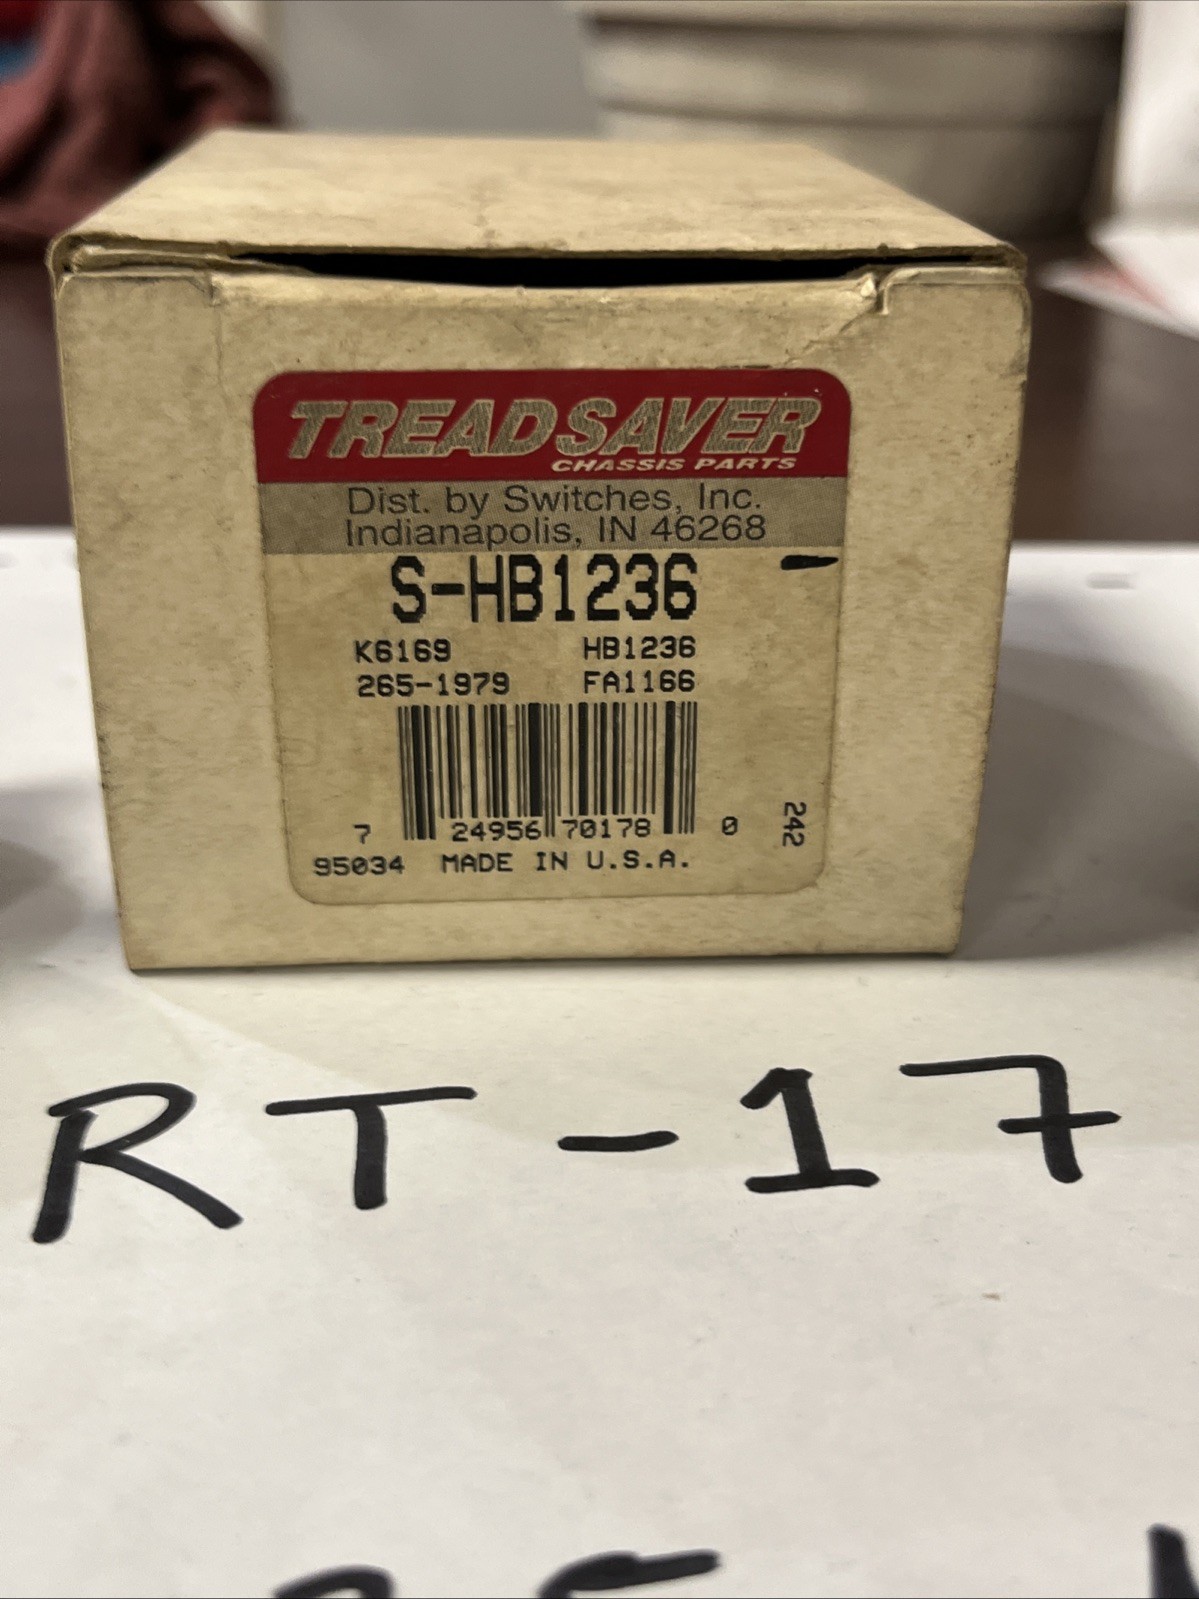 TREADSAVER
CHASSIS PARTS
Dist. by Switches, Inc.
Indianapolis, IN 46268
S-HB1236
K6169 HB1236
265-1979 FA1166
7 24956 70178 0
242
95034 MADE IN U.S.A.
RT-17